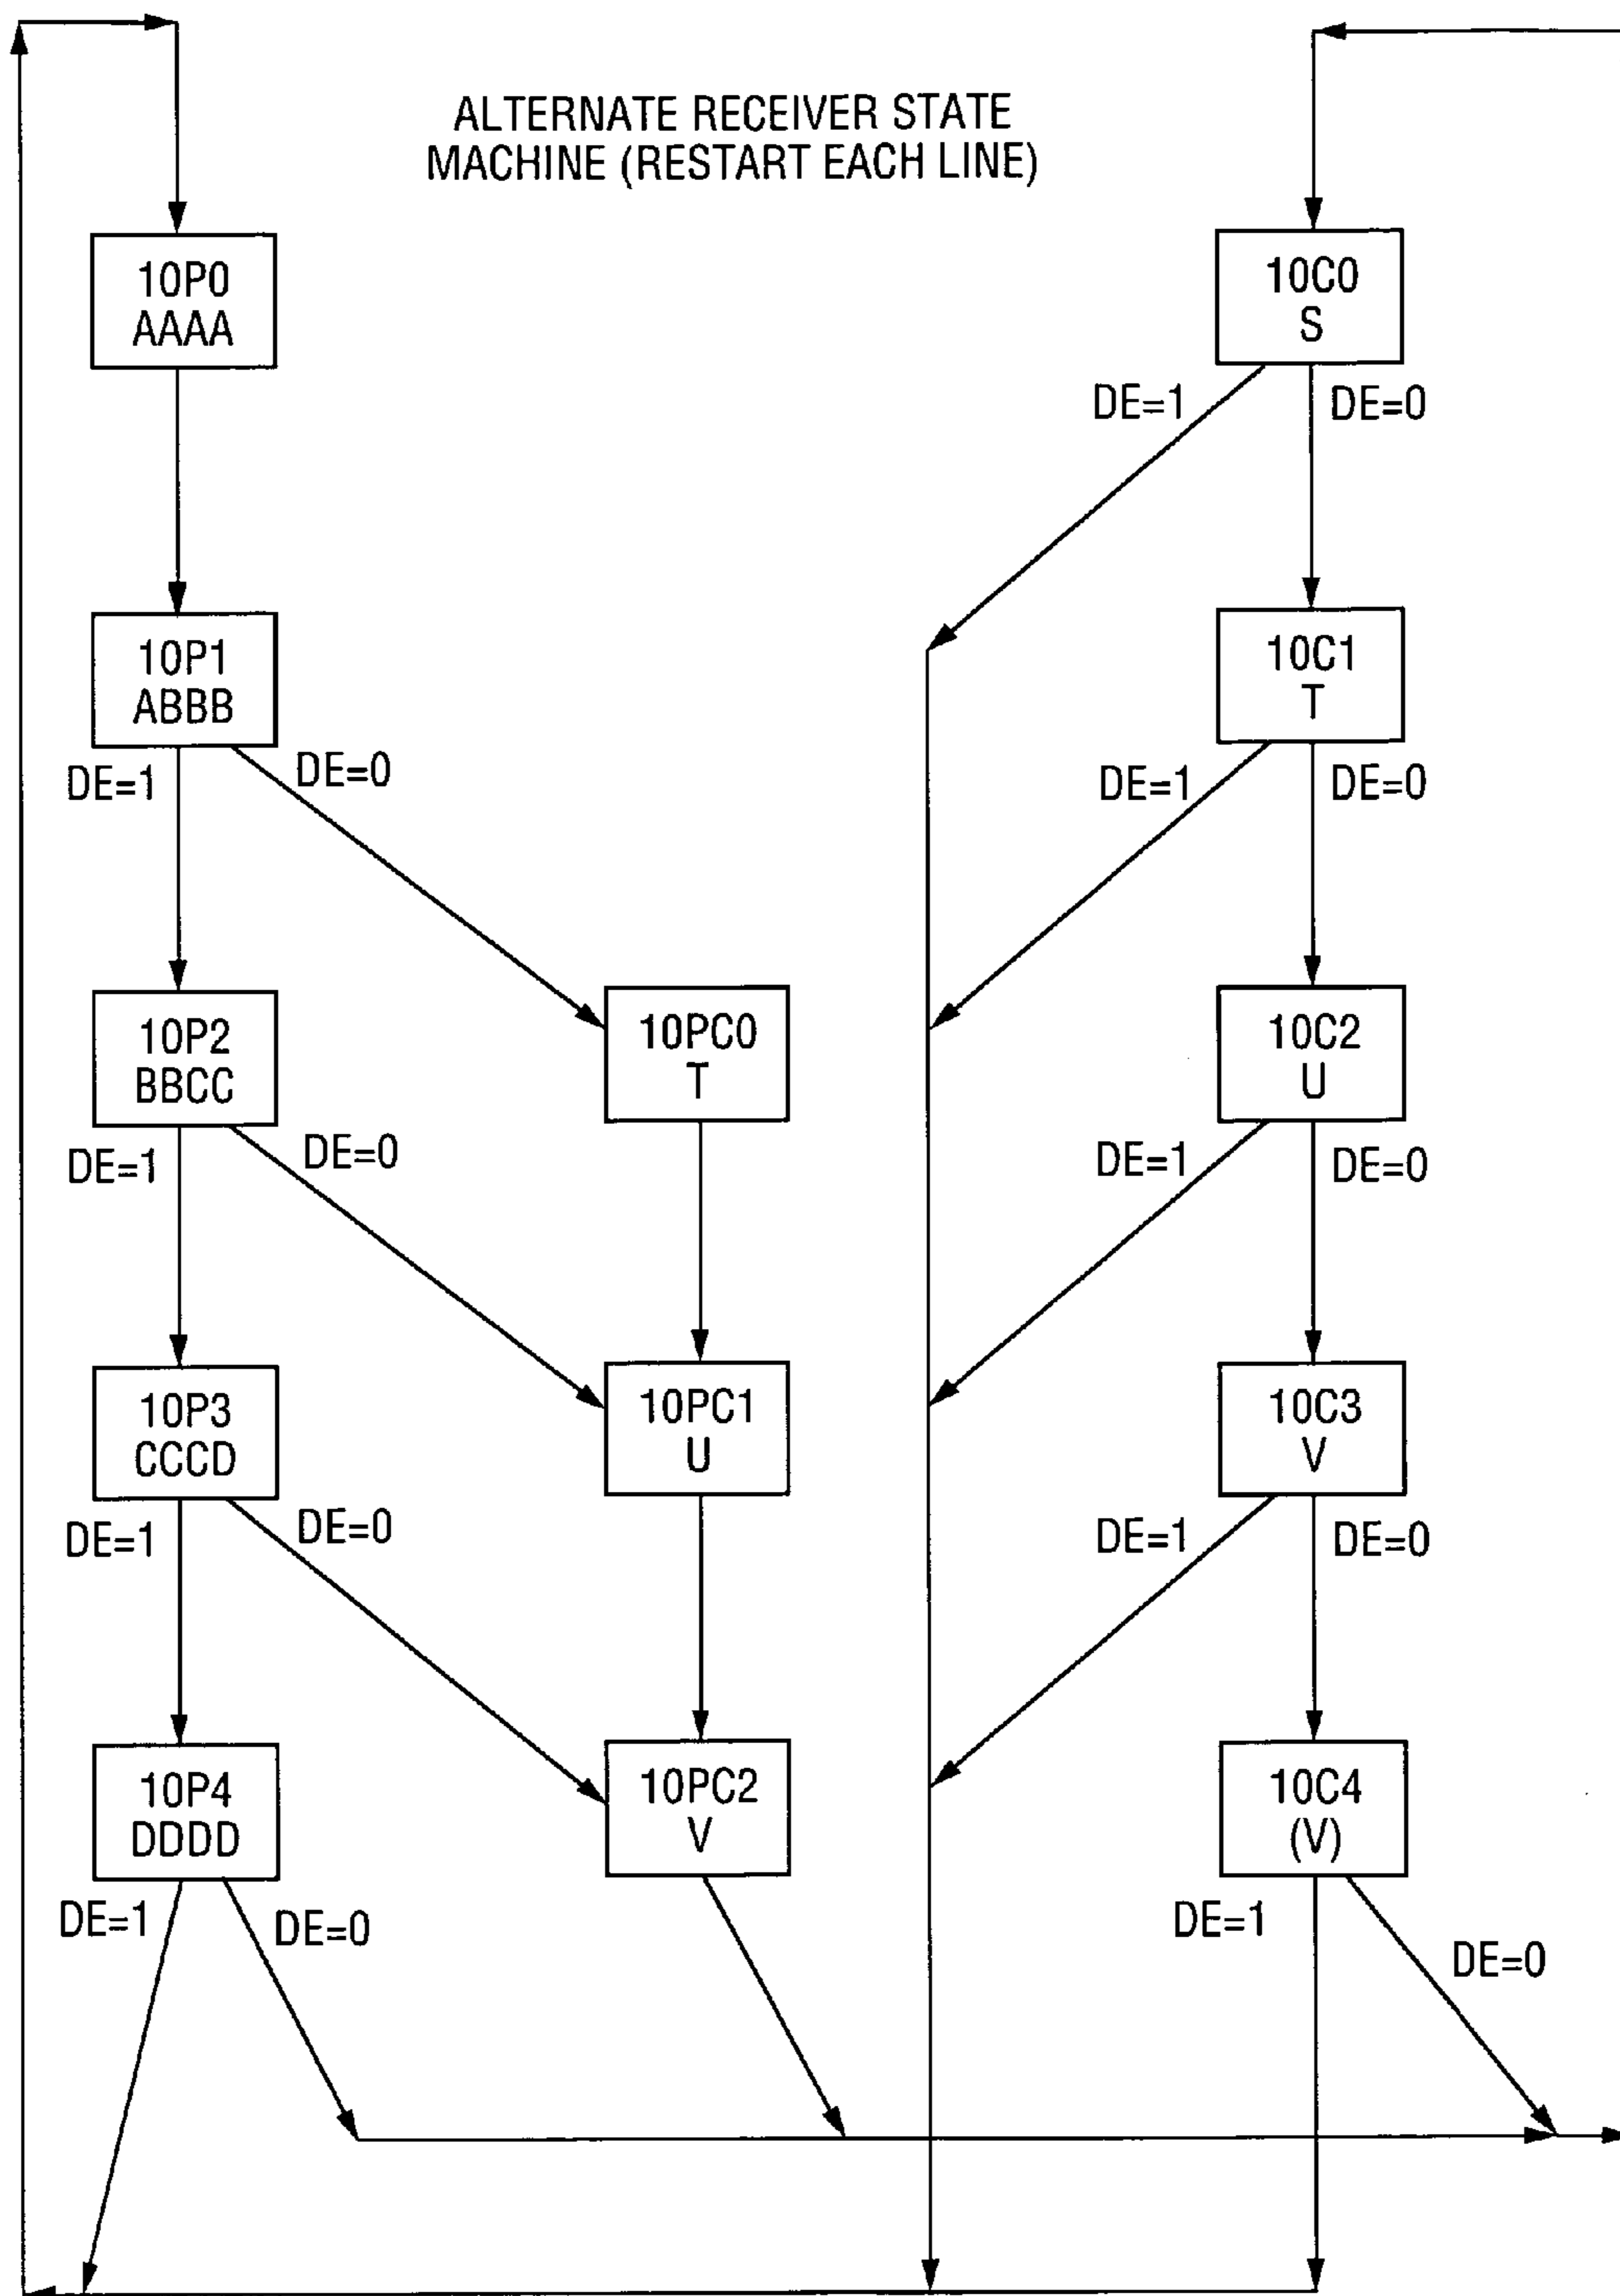 ALTERNATE RECEIVER STATE
MACHINE (RESTART EACH LINE)
10P0
AAAA
10C0
S
DE=1
DE=0
10P1
ABBB
10C1
T
DE=1
DE=0
DE=1
DE=0
10P2
BBCC
10PC0
T
10C2
U
DE=1
DE=0
DE=1
DE=0
10P3
CCCD
10PC1
U
10C3
V
DE=1
DE=0
DE=1
DE=0
10P4
DDDD
10PC2
V
10C4
(V)
DE=1
DE=0
DE=1
DE=0